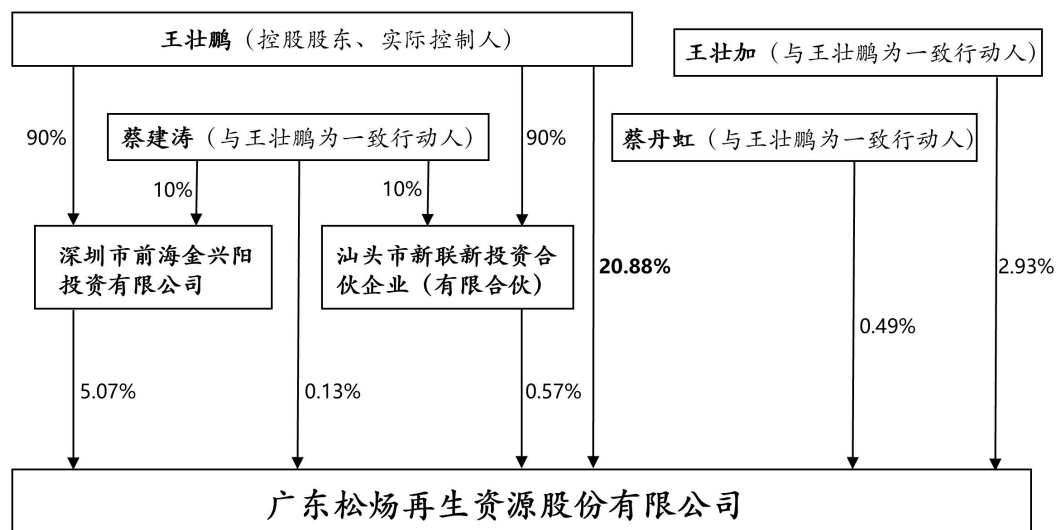 王壮鹏（控股股东、实际控制人）
王壮加（与王壮鹏为一致行动人）
90%
蔡建涛（与王壮鹏为一致行动人）
90%
蔡丹虹（与王壮鹏为一致行动人）
10%
10%
深圳市前海金兴阳
投资有限公司
汕头市新联新投资合
伙企业（有限合伙）
20.88%
2.93%
0.49%
5.07%
0.13%
0.57%
广东松炀再生资源股份有限公司